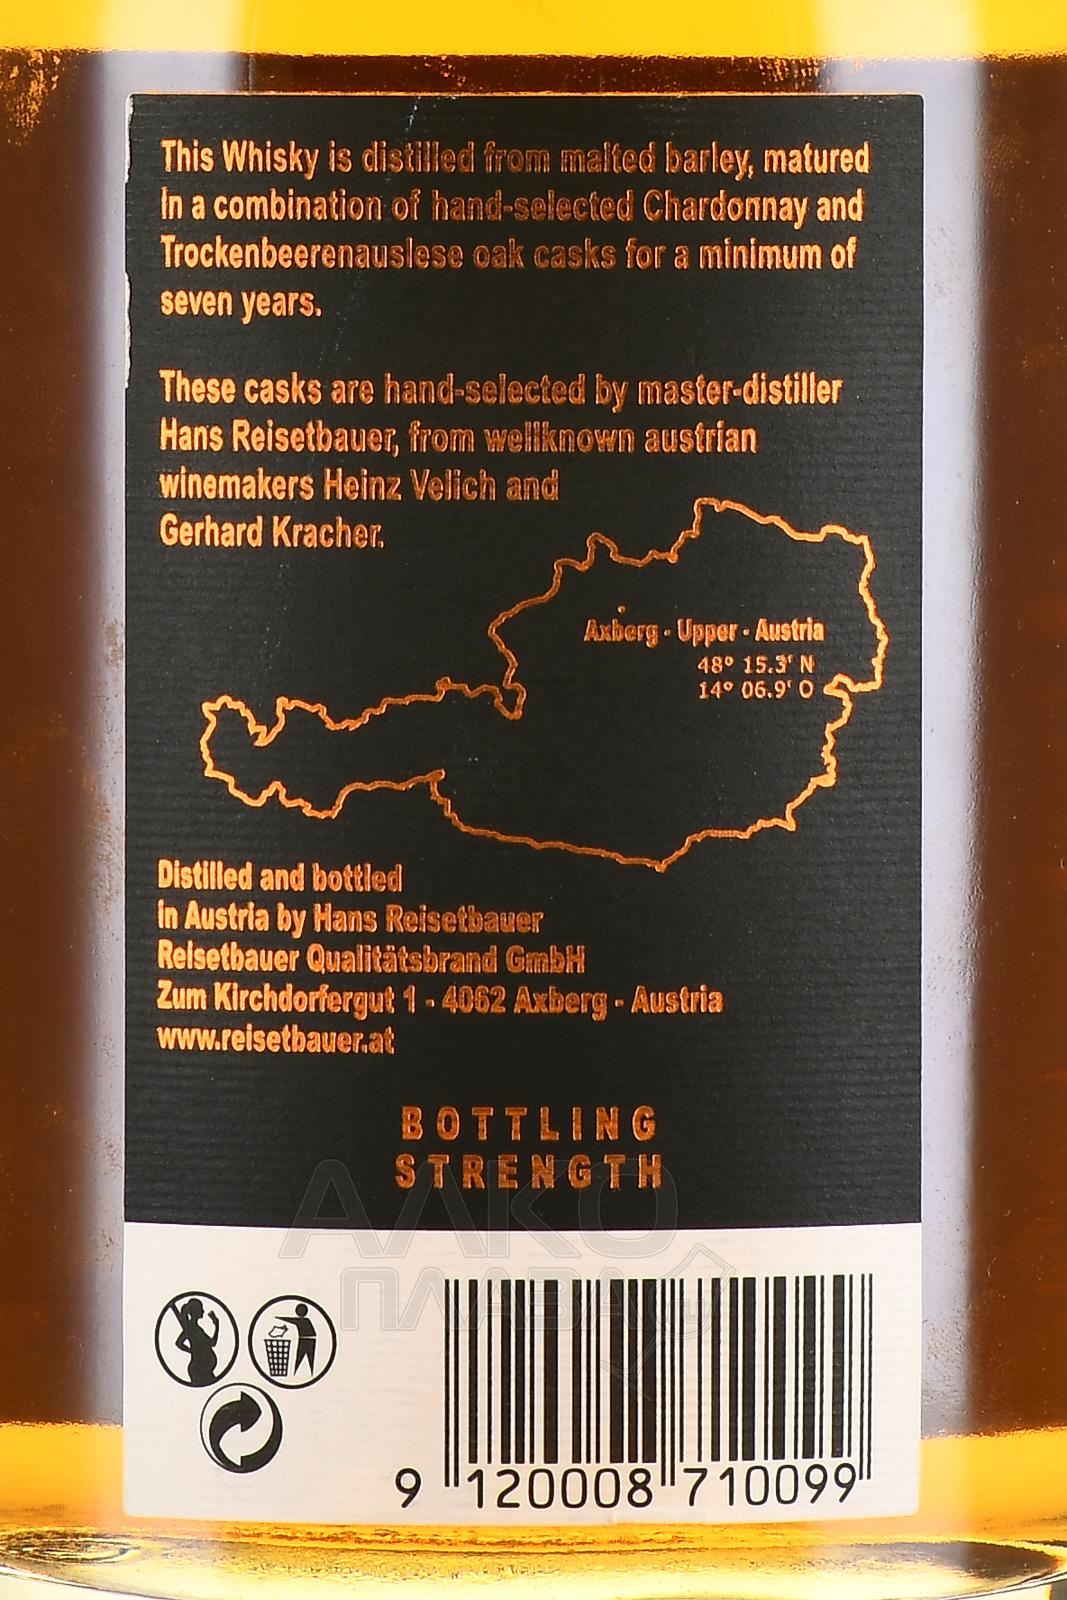 This Whisky is distilled from malted barley, matured
in a combination of hand-selected Chardonnay and
Trockenbeerenauslese oak casks for a minimum of
seven years.
These casks are hand-selected by master-distiller
Hans Reisetbauer, from wellknown austrian
winemakers Heinz Velich and
Gerhard Kracher.
Axberg - Upper - Austria
48° 15.3' N
14° 06.9' O
Distilled and bottled
in Austria by Hans Reisetbauer
Reisetbauer Qualitätsbrand GmbH
Zum Kirchdorfergut 1 - 4062 Axberg - Austria
www.reisetbauer.at
BOTTLING
STRENGTH
АЛКО
ПЛАЗА
9 120008 710099